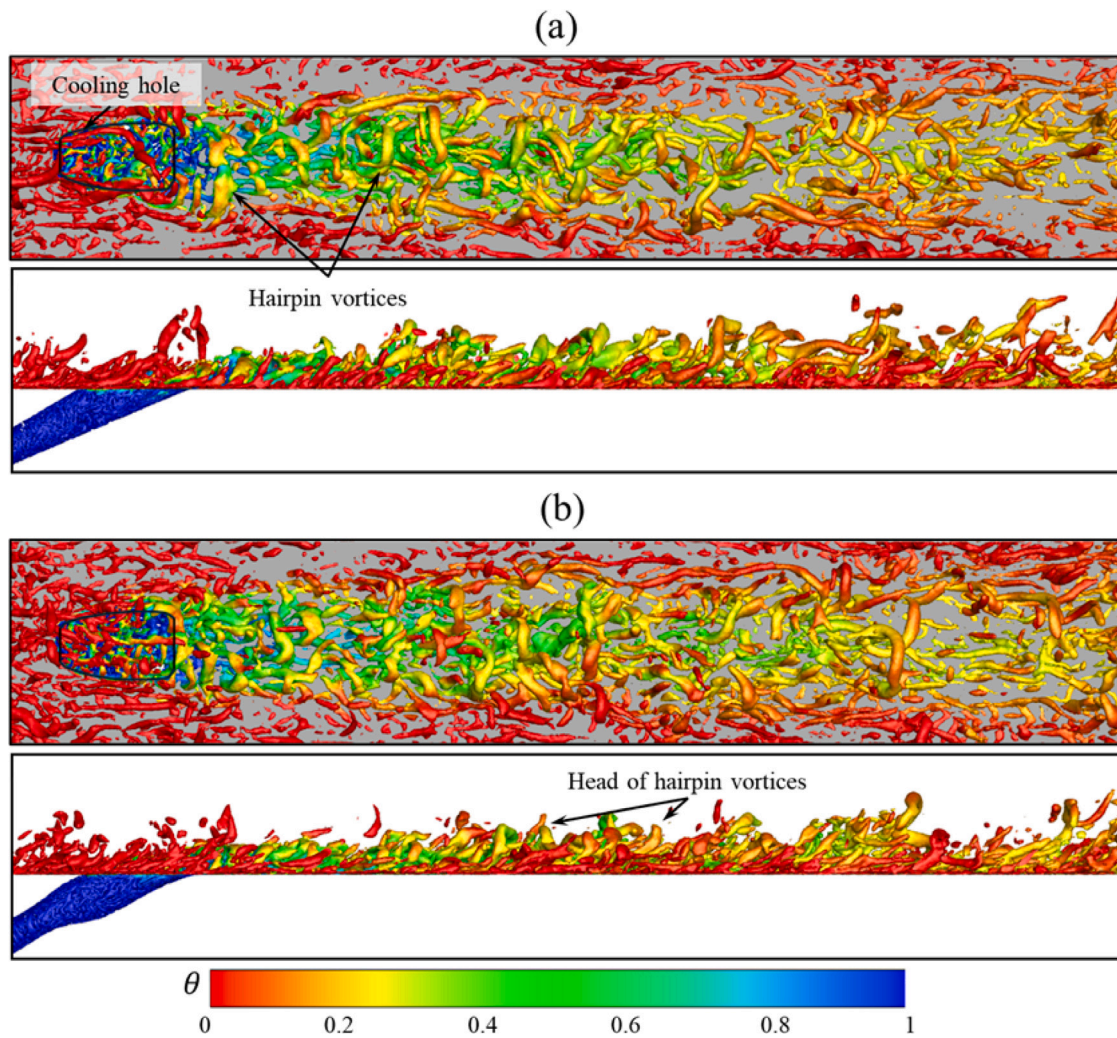 (a)
Cooling hole
Hairpin vortices
(b)
Head of hairpin vortices
θ
0 0.2 0.4 0.6 0.8 1